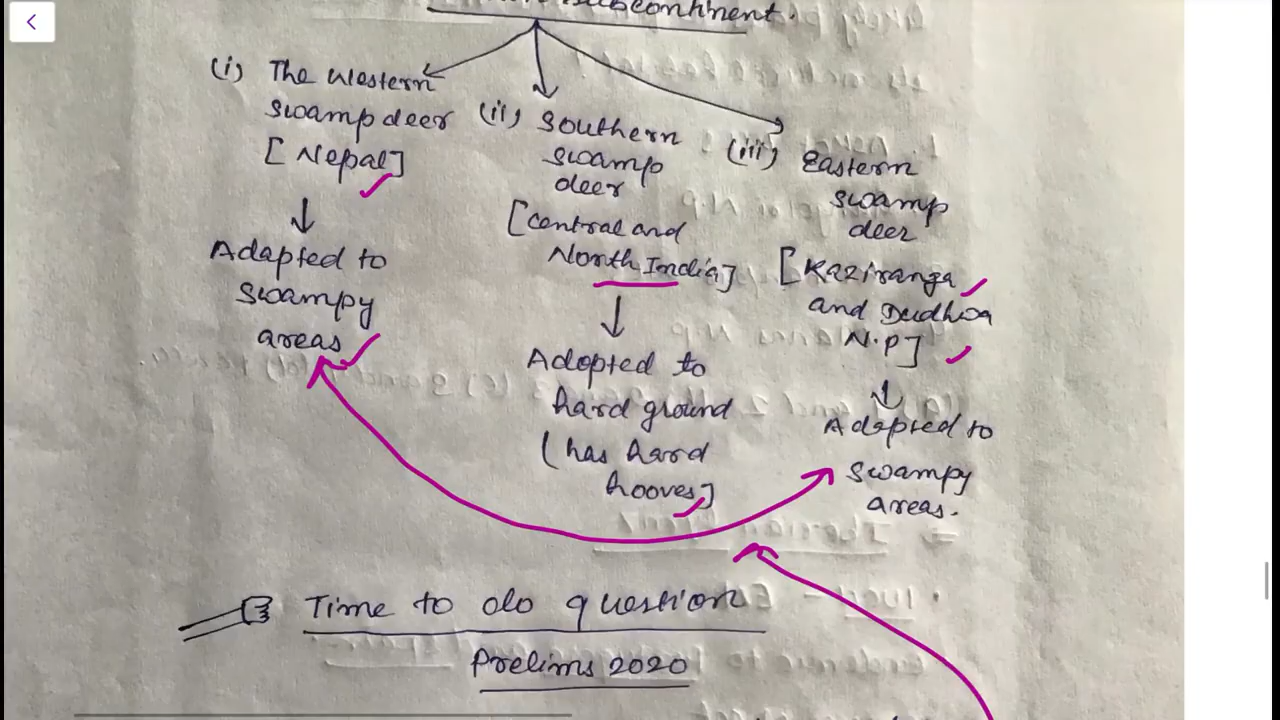 subcontinent.
(i) The Western
swamp deer
[Nepal]
Adapted to
swampy
areas
(ii) Southern
swamp
deer
[Central and
North India]
Adopted to
hard ground
(has hard
hooves]
(iii) Eastern
swamp
deer
[Kaziranga
and Dudhwa
N.P]
Adapted to
swampy
areas.
Time to do question
Prelims 2020